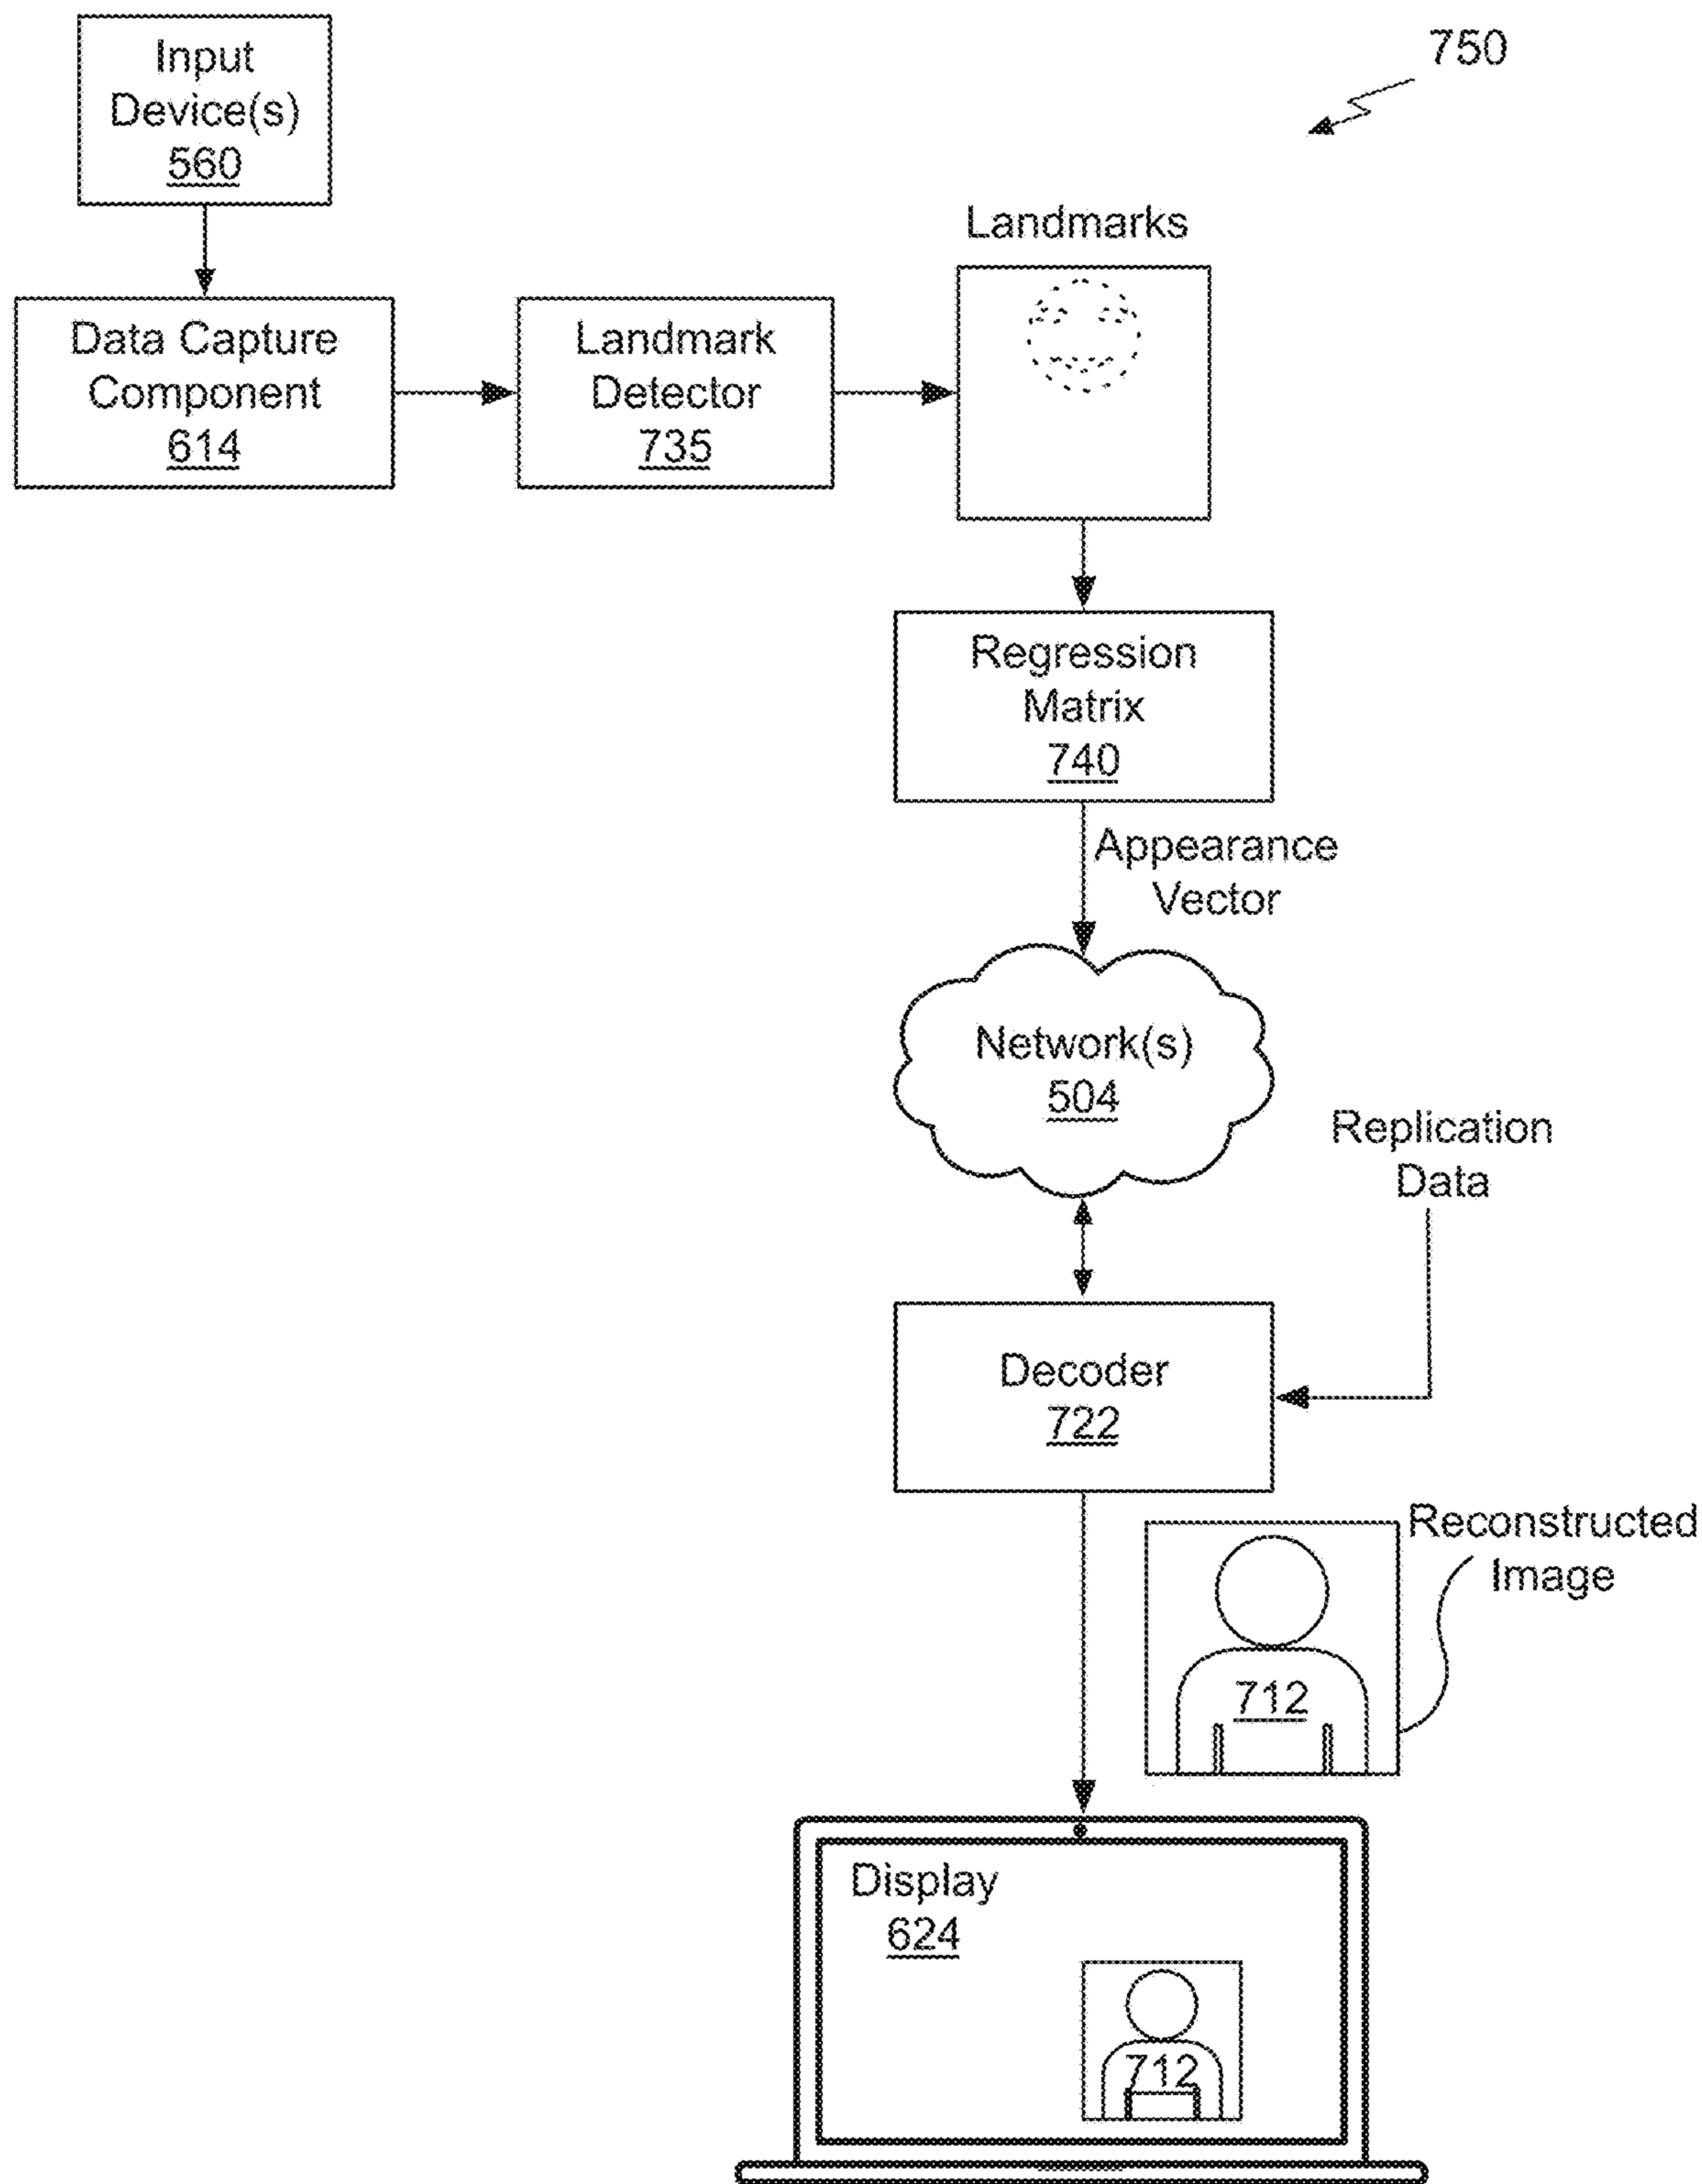 750
Input
Device(s)
560
Landmarks
Data Capture
Component
614
Landmark
Detector
735
Regression
Matrix
740
Appearance
Vector
Network(s)
504
Replication
Data
Decoder
722
Reconstructed
Image
712
Display
624
712